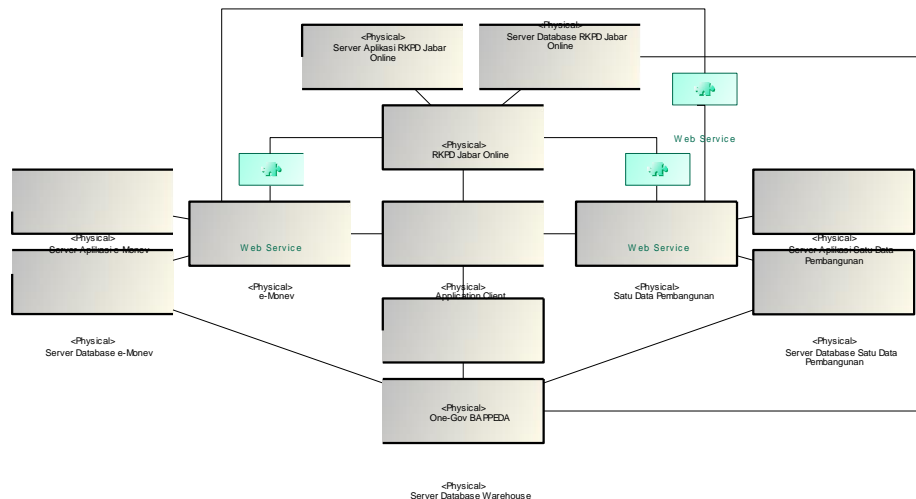 <Physical>
Server Aplikasi RKPD Jabar
Online
<Physical>
Server Database RKPD Jabar
Online
Web Service
<Physical>
RKPD Jabar Online
<Physical>
Server Aplikasi e-Monev
Web Service
Web Service
<Physical>
Server Aplikasi Satu Data
Pembangunan
<Physical>
e-Monev
<Physical>
Application Client
<Physical>
Satu Data Pembangunan
<Physical>
Server Database e-Monev
<Physical>
Server Database Satu Data
Pembangunan
<Physical>
One-Gov BAPPEDA
<Physical>
Server Database Warehouse